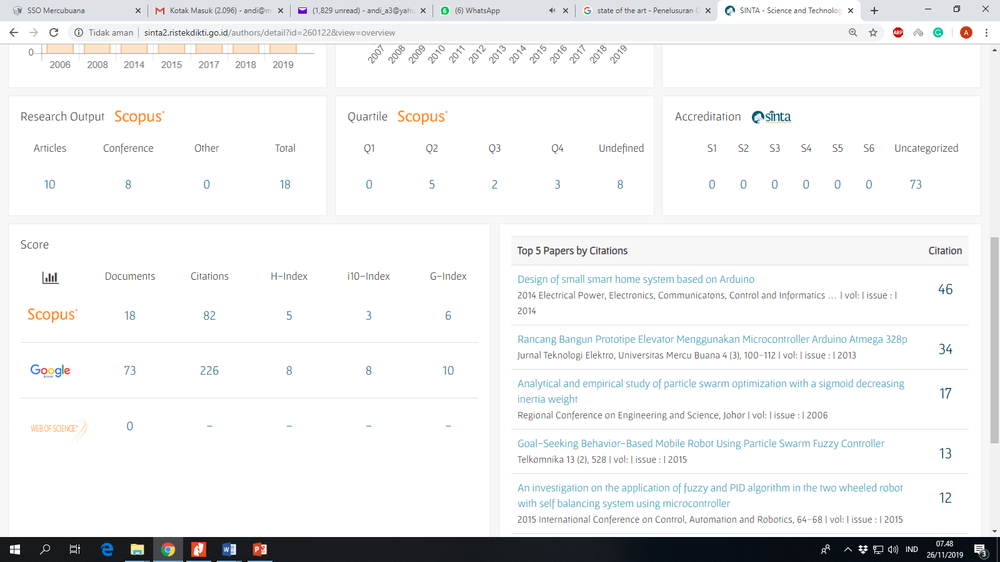 SSO Mercubuana
Kotak Masuk (2.096) - andi@m
(1,829 unread) - andi_a3@yaho
6
(6) WhatsApp
state of the art - Penelusuran G
SINTA - Science and Technolog
Tidak aman
sinta2.ristekdikti.go.id/authors/detail?id=260122&view=overview
ABP
A
0
2006 2008 2014 2015 2017 2018 2019
2007 2008 2009 2010 2011 2012 2013 2014 2015 2016 2017 2018 2019
Research Output Scopus®
Articles Conference Other Total
10 8 0 18
Quartile Scopus®
Q1 Q2 Q3 Q4 Undefined
0 5 2 3 8
Accreditation sinta
S1 S2 S3 S4 S5 S6 Uncategorized
0 0 0 0 0 0 73
Score
Documents Citations H-Index i10-Index G-Index
Scopus® 18 82 5 3 6
Google 73 226 8 8 10
WEB OF SCIENCE® 0 - - - -
Top 5 Papers by Citations Citation
Design of small smart home system based on Arduino
2014 Electrical Power, Electronics, Communicatons, Control and Informatics ... | vol: | issue : |
2014
46
Rancang Bangun Prototipe Elevator Menggunakan Microcontroller Arduino Atmega 328p
Jurnal Teknologi Elektro, Universitas Mercu Buana 4 (3), 100-112 | vol: | issue : | 2013
34
Analytical and empirical study of particle swarm optimization with a sigmoid decreasing
inertia weight
Regional Conference on Engineering and Science, Johor | vol: | issue : | 2006
17
Goal-Seeking Behavior-Based Mobile Robot Using Particle Swarm Fuzzy Controller
Telkomnika 13 (2), 528 | vol: | issue : | 2015
13
An investigation on the application of fuzzy and PID algorithm in the two wheeled robot
with self balancing system using microcontroller
2015 International Conference on Control, Automation and Robotics, 64-68 | vol: | issue : | 2015
12
IND
07.48
26/11/2019
3